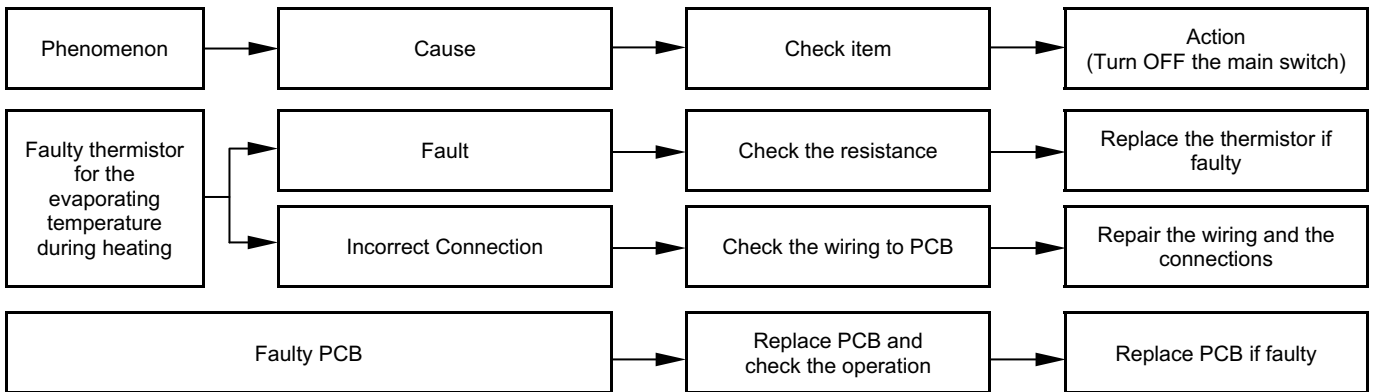 Phenomenon
Cause
Check item
Action
(Turn OFF the main switch)
Faulty thermistor
for the
evaporating
temperature
during heating
Fault
Check the resistance
Replace the thermistor if
faulty
Incorrect Connection
Check the wiring to PCB
Repair the wiring and the
connections
Faulty PCB
Replace PCB and
check the operation
Replace PCB if faulty